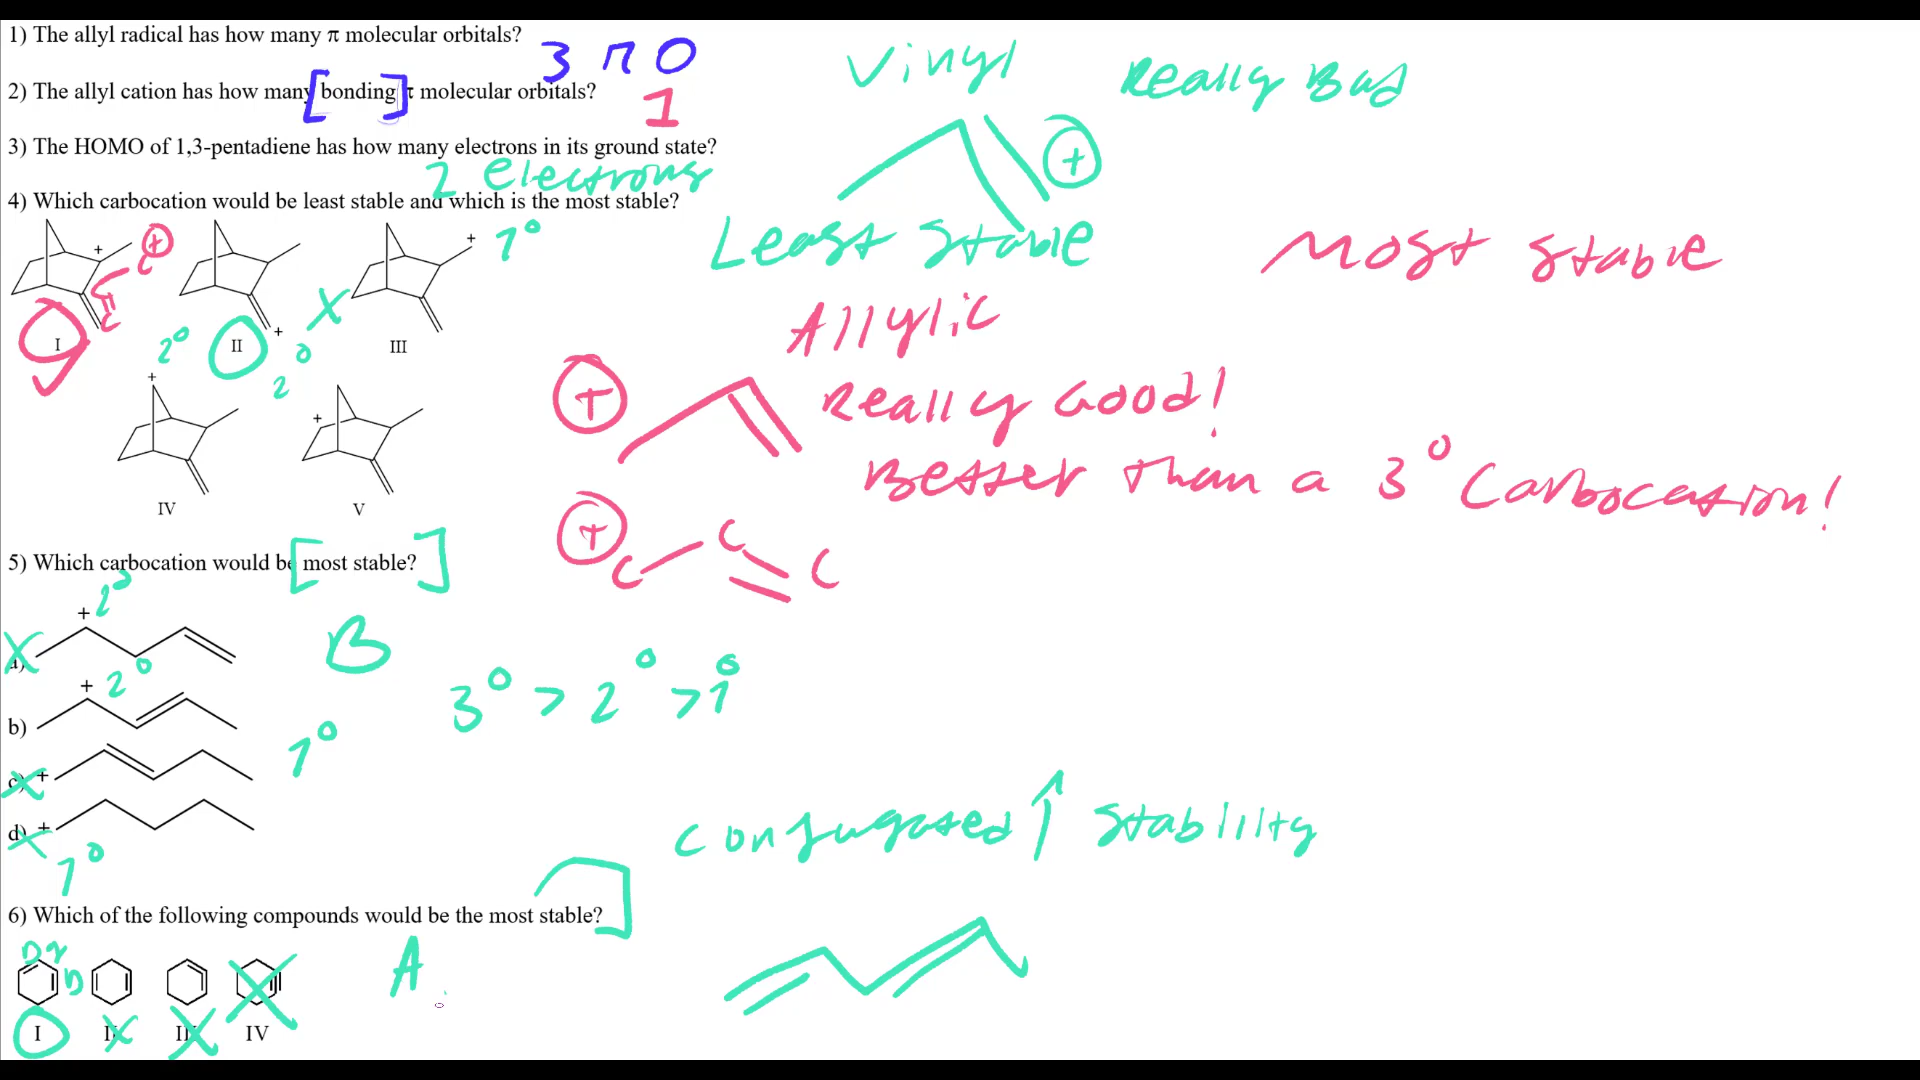 1) The allyl radical has how many π molecular orbitals?
3 π O
2) The allyl cation has how many [bonding] π molecular orbitals?
1
3) The HOMO of 1,3-pentadiene has how many electrons in its ground state?
2 electrons
4) Which carbocation would be least stable and which is the most stable?
+ + C C
I
2° + 2°
II
X + 1°
III
+
IV
+
V
Vinyl Really Bad
+
Least Stable Most Stable
Allylic
+ Really Good!
Better than a 3° Carbocation!
+ C C C
5) Which carbocation would be [most stable?]
X a) + 2°
b) + 2°
X c) + 1°
X d) + 1°
B
3° > 2° > 1°
Conjugated ↑ Stability
6) Which of the following compounds would be the most stable?
I II III IV
X X X
A